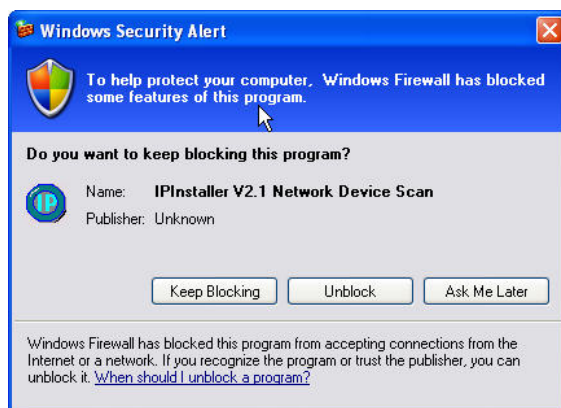 Windows Security Alert
To help protect your computer, Windows Firewall has blocked
some features of this program.
Do you want to keep blocking this program?
IP
Name: IPInstaller V2.1 Network Device Scan
Publisher: Unknown
Keep Blocking Unblock Ask Me Later
Windows Firewall has blocked this program from accepting connections from the
Internet or a network. If you recognize the program or trust the publisher, you can
unblock it. When should I unblock a program?